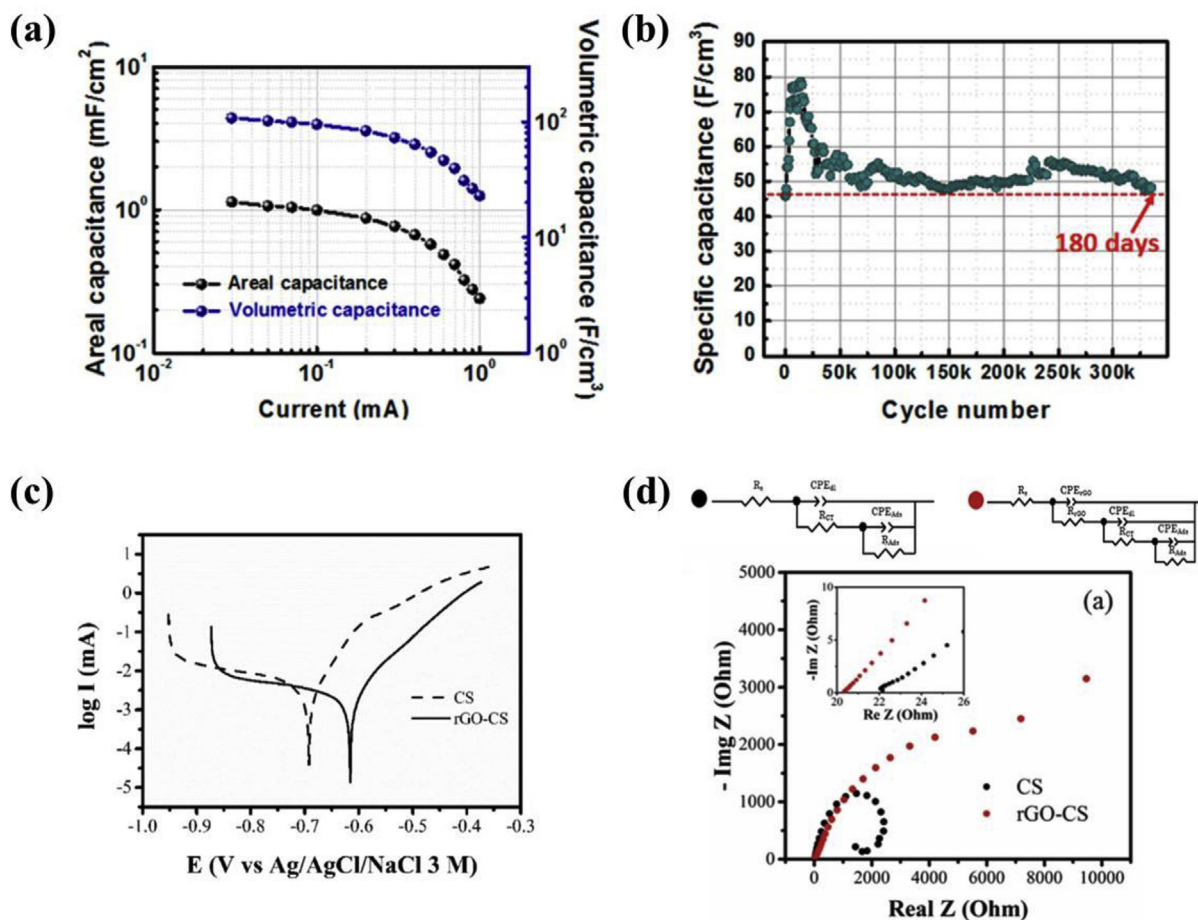 (a)
Areal capacitance (mF/cm²)
10¹
10⁰
10⁻¹
10⁻²
10⁻¹
10⁰
Current (mA)
Areal capacitance
Volumetric capacitance
10²
10¹
10⁰
Volumetric capacitance (F/cm³)
(b)
Specific capacitance (F/cm³)
90
80
70
60
50
40
30
20
10
0
0 50k 100k 150k 200k 250k 300k
Cycle number
180 days
(c)
log I (mA)
1
0
-1
-2
-3
-4
-5
-1.0 -0.9 -0.8 -0.7 -0.6 -0.5 -0.4 -0.3
E (V vs Ag/AgCl/NaCl 3 M)
CS
rGO-CS
(d)
Rs
CPEdl
RCT
CPEAds
RAds
Rs
CPErGO
RrGO
CPEdl
RCT
CPEAds
RAds
(a)
- Img Z (Ohm)
5000
4000
3000
2000
1000
0
0 2000 4000 6000 8000 10000
Real Z (Ohm)
-Im Z (Ohm)
10
5
0
20 22 24 26
Re Z (Ohm)
CS
rGO-CS